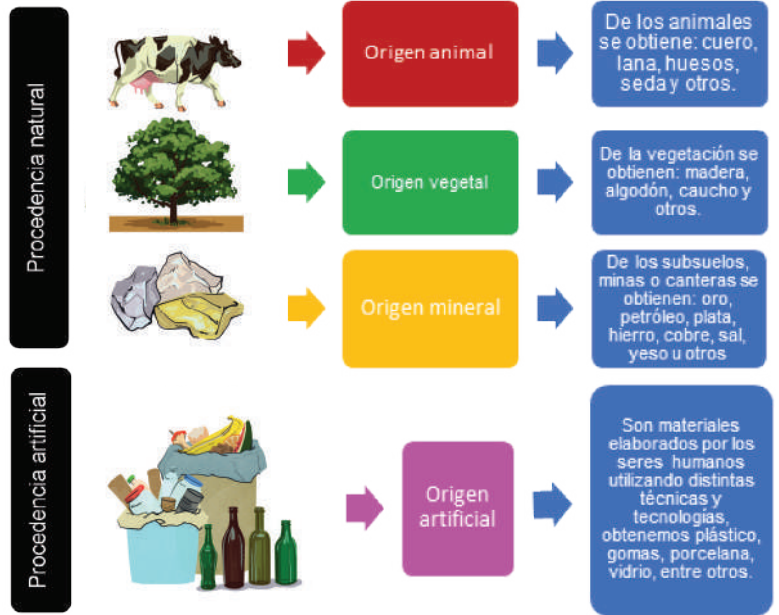 Procedencia natural
Origen animal
De los animales
se obtiene: cuero,
lana, huesos,
seda y otros.
Origen vegetal
De la vegetación se
obtienen: madera,
algodón, caucho y
otros.
Origen mineral
De los subsuelos,
minas o canteras se
obtienen: oro,
petróleo, plata,
hierro, cobre, sal,
yeso u otros
Procedencia artificial
Origen
artificial
Son materiales
elaborados por los
seres humanos
utilizando distintas
técnicas y
tecnologías,
obtenemos plástico,
gomas, porcelana,
vidrio, entre otros.